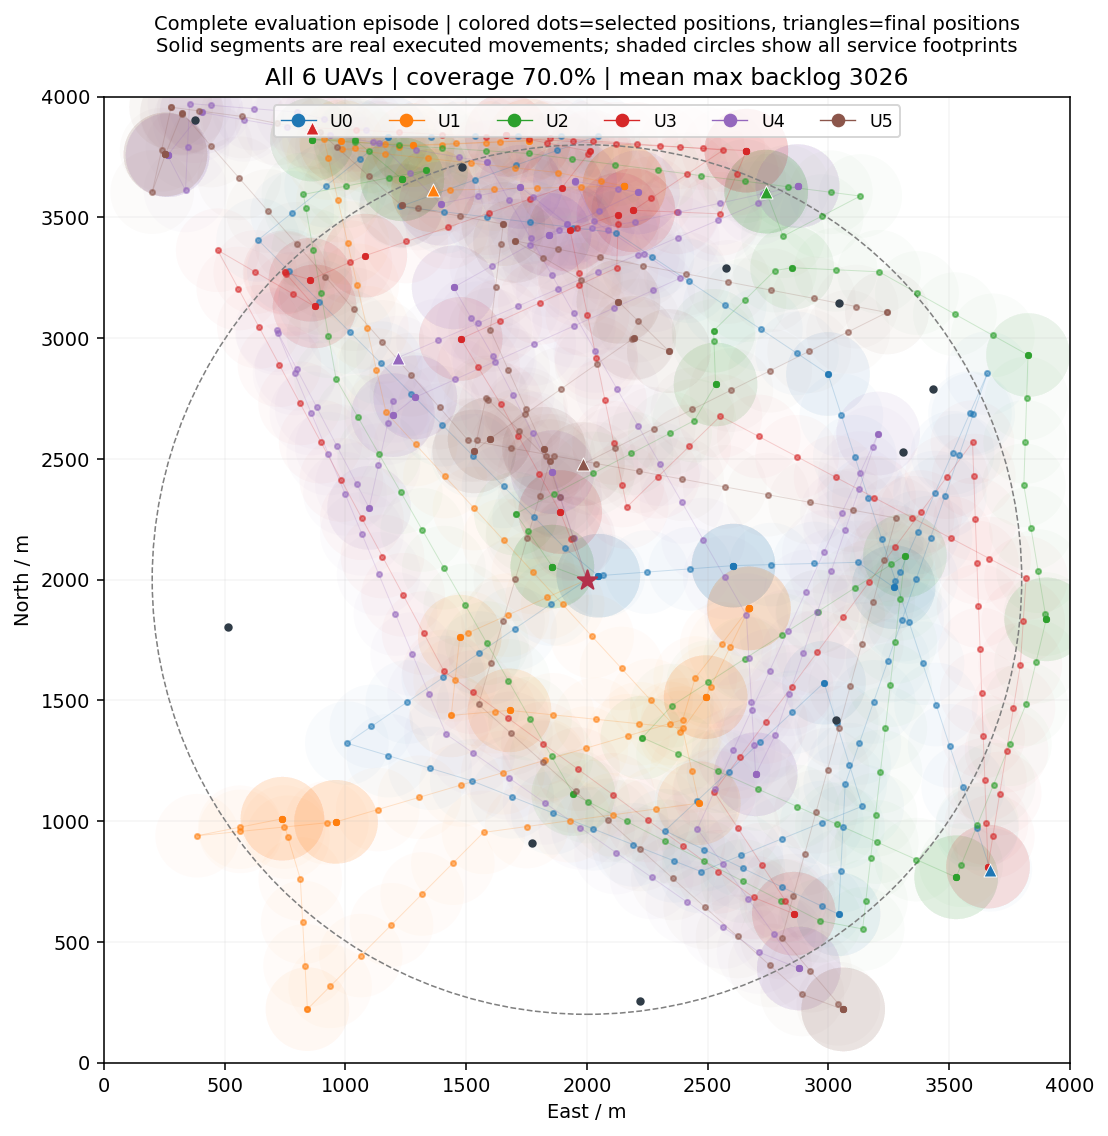 Complete evaluation episode | colored dots=selected positions, triangles=final positions
Solid segments are real executed movements; shaded circles show all service footprints
All 6 UAVs | coverage 70.0% | mean max backlog 3026
U0 U1 U2 U3 U4 U5
4000
3500
3000
2500
2000
1500
1000
500
0
North / m
0 500 1000 1500 2000 2500 3000 3500 4000
East / m